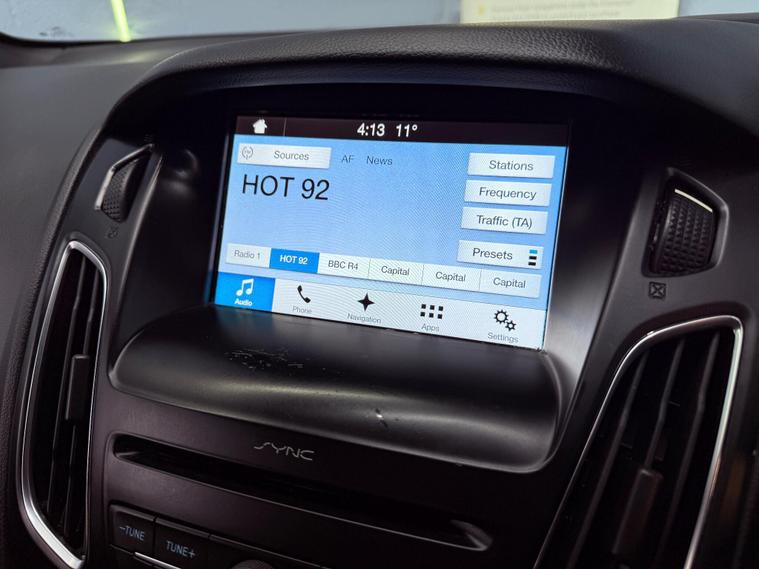 4:13 11°
Sources AF News
HOT 92
Stations
Frequency
Traffic (TA)
Presets
Radio 1 HOT 92 BBC R4 Capital Capital Capital
Audio Phone Navigation Apps Settings
SYNC
-TUNE TUNE+